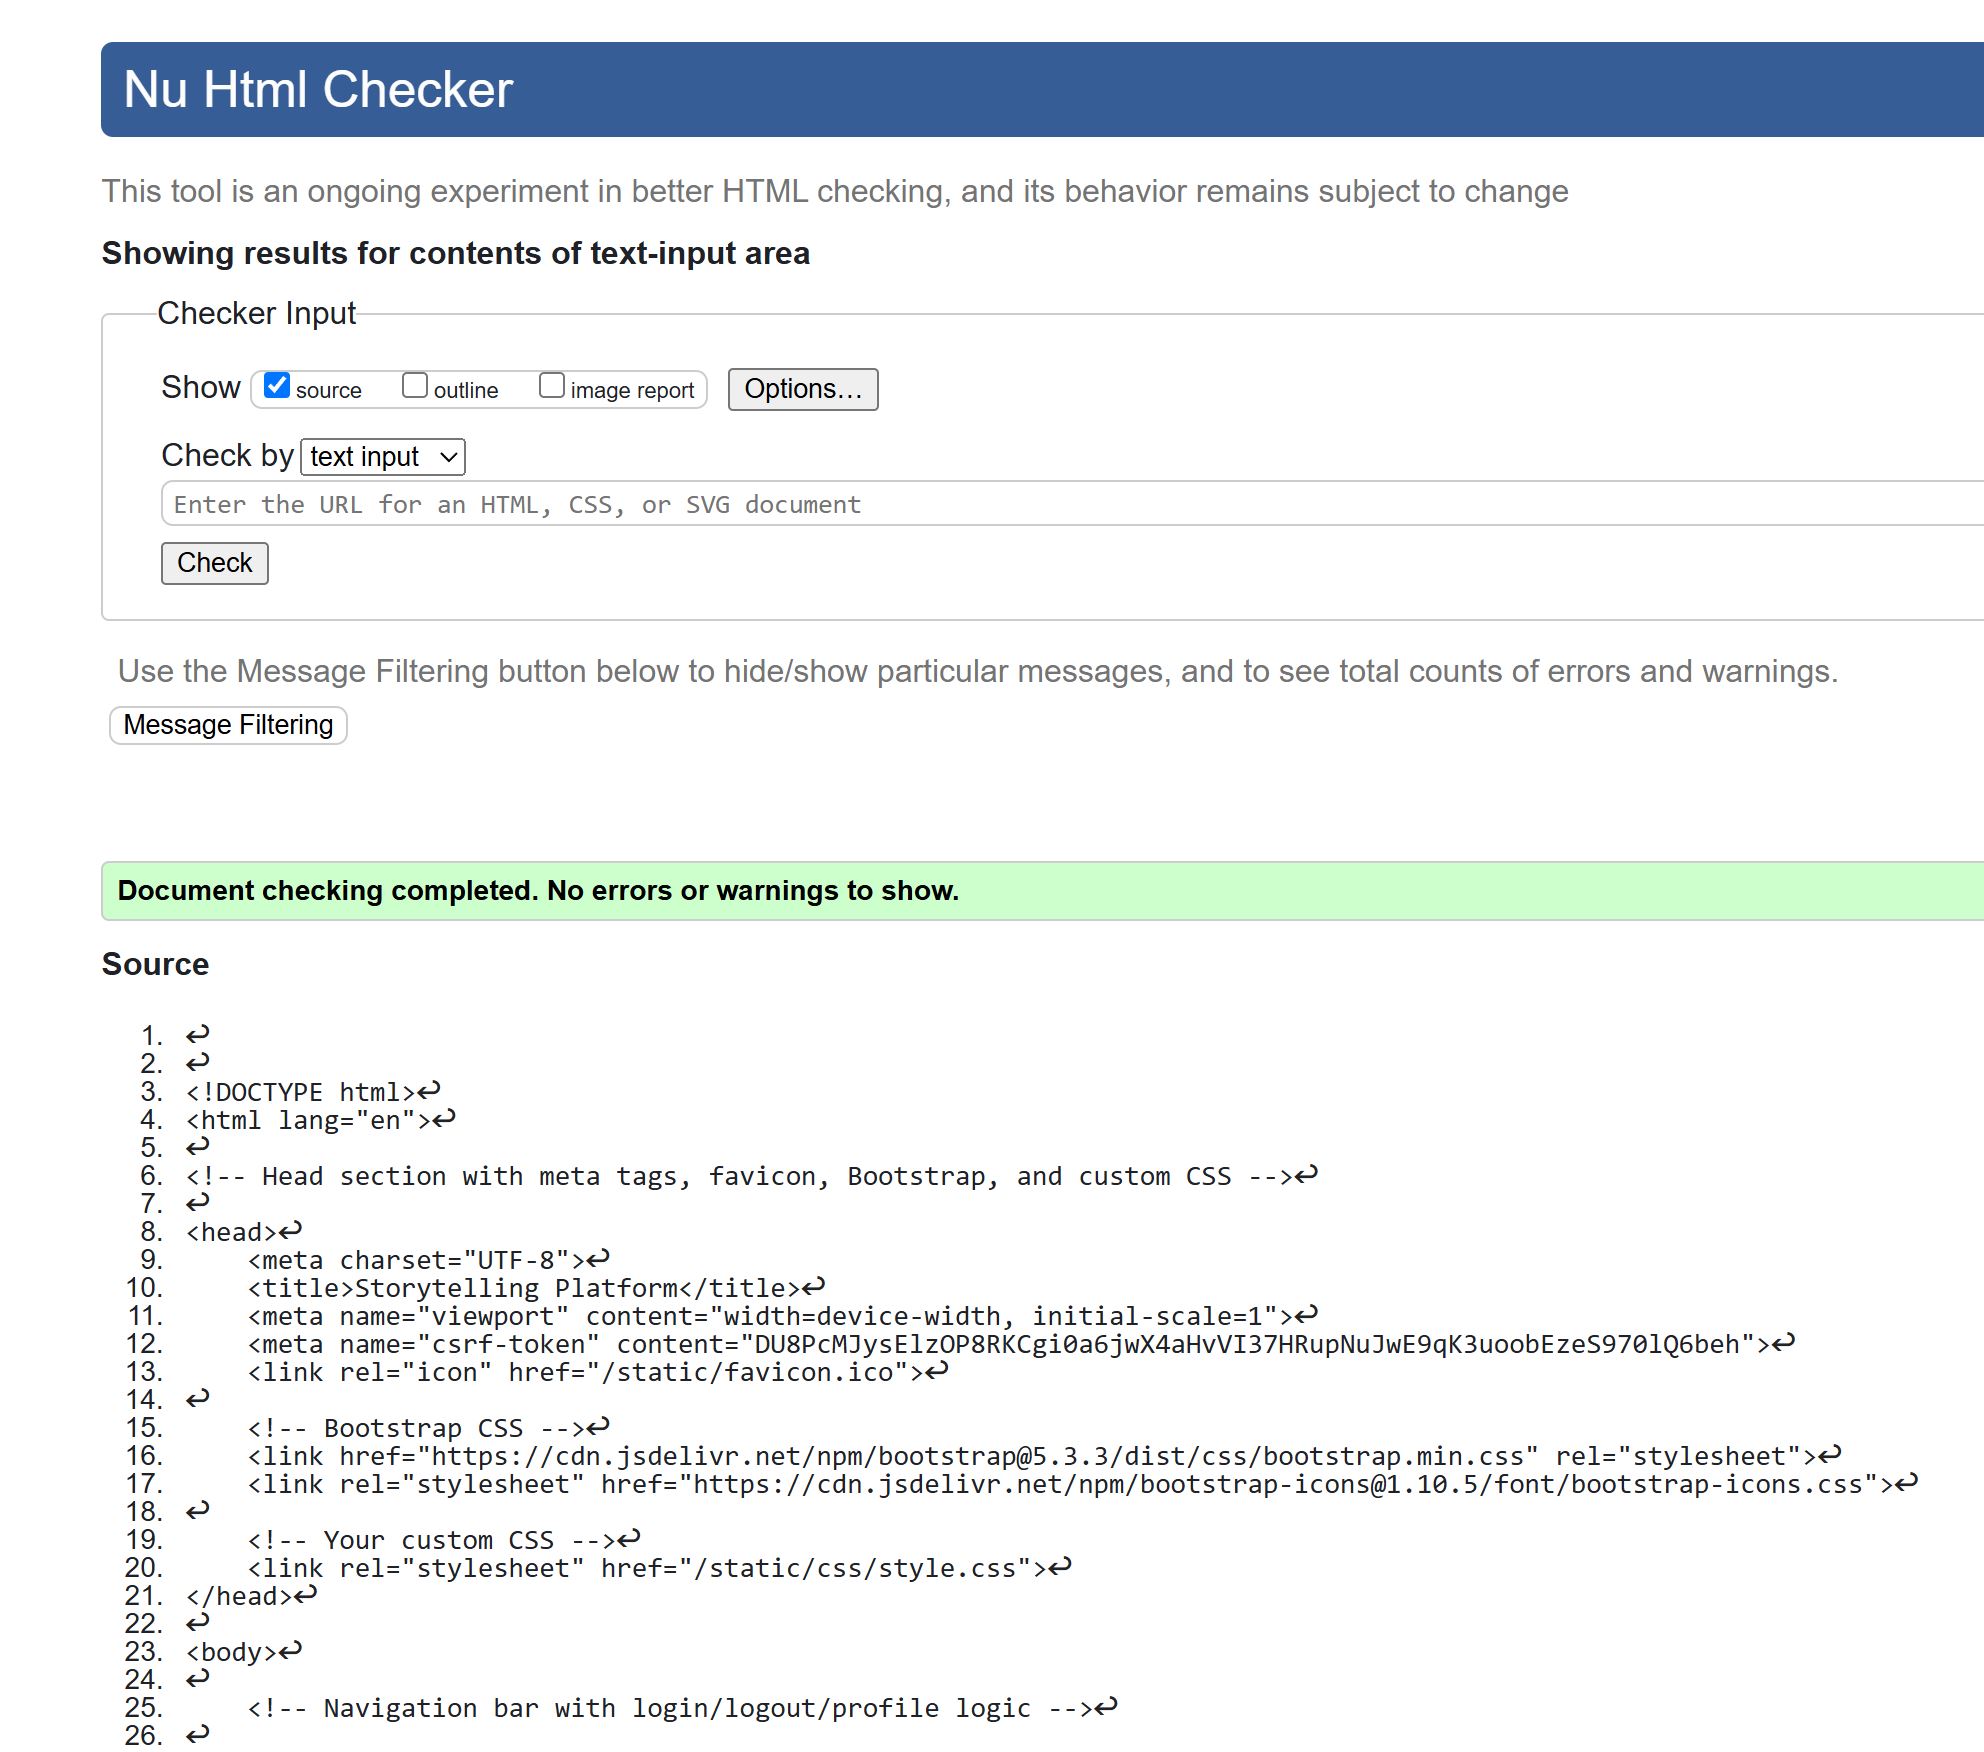 Nu Html Checker
This tool is an ongoing experiment in better HTML checking, and its behavior remains subject to change
Showing results for contents of text-input area
Checker Input
Show source outline image report Options...
Check by text input
Enter the URL for an HTML, CSS, or SVG document
Check
Use the Message Filtering button below to hide/show particular messages, and to see total counts of errors and warnings.
Message Filtering
Document checking completed. No errors or warnings to show.
Source
1. ↩
2. ↩
3. <!DOCTYPE html>↩
4. <html lang="en">↩
5. ↩
6. <!-- Head section with meta tags, favicon, Bootstrap, and custom CSS -->↩
7. ↩
8. <head>↩
9.     <meta charset="UTF-8">↩
10.     <title>Storytelling Platform</title>↩
11.     <meta name="viewport" content="width=device-width, initial-scale=1">↩
12.     <meta name="csrf-token" content="DU8PcMJysElzOP8RKCgi0a6jwX4aHvVI37HRupNuJwE9qK3uoobEzeS970lQ6beh">↩
13.     <link rel="icon" href="/static/favicon.ico">↩
14. ↩
15.     <!-- Bootstrap CSS -->↩
16.     <link href="https://cdn.jsdelivr.net/npm/bootstrap@5.3.3/dist/css/bootstrap.min.css" rel="stylesheet">↩
17.     <link rel="stylesheet" href="https://cdn.jsdelivr.net/npm/bootstrap-icons@1.10.5/font/bootstrap-icons.css">↩
18. ↩
19.     <!-- Your custom CSS -->↩
20.     <link rel="stylesheet" href="/static/css/style.css">↩
21. </head>↩
22. ↩
23. <body>↩
24. ↩
25.     <!-- Navigation bar with login/logout/profile logic -->↩
26. ↩